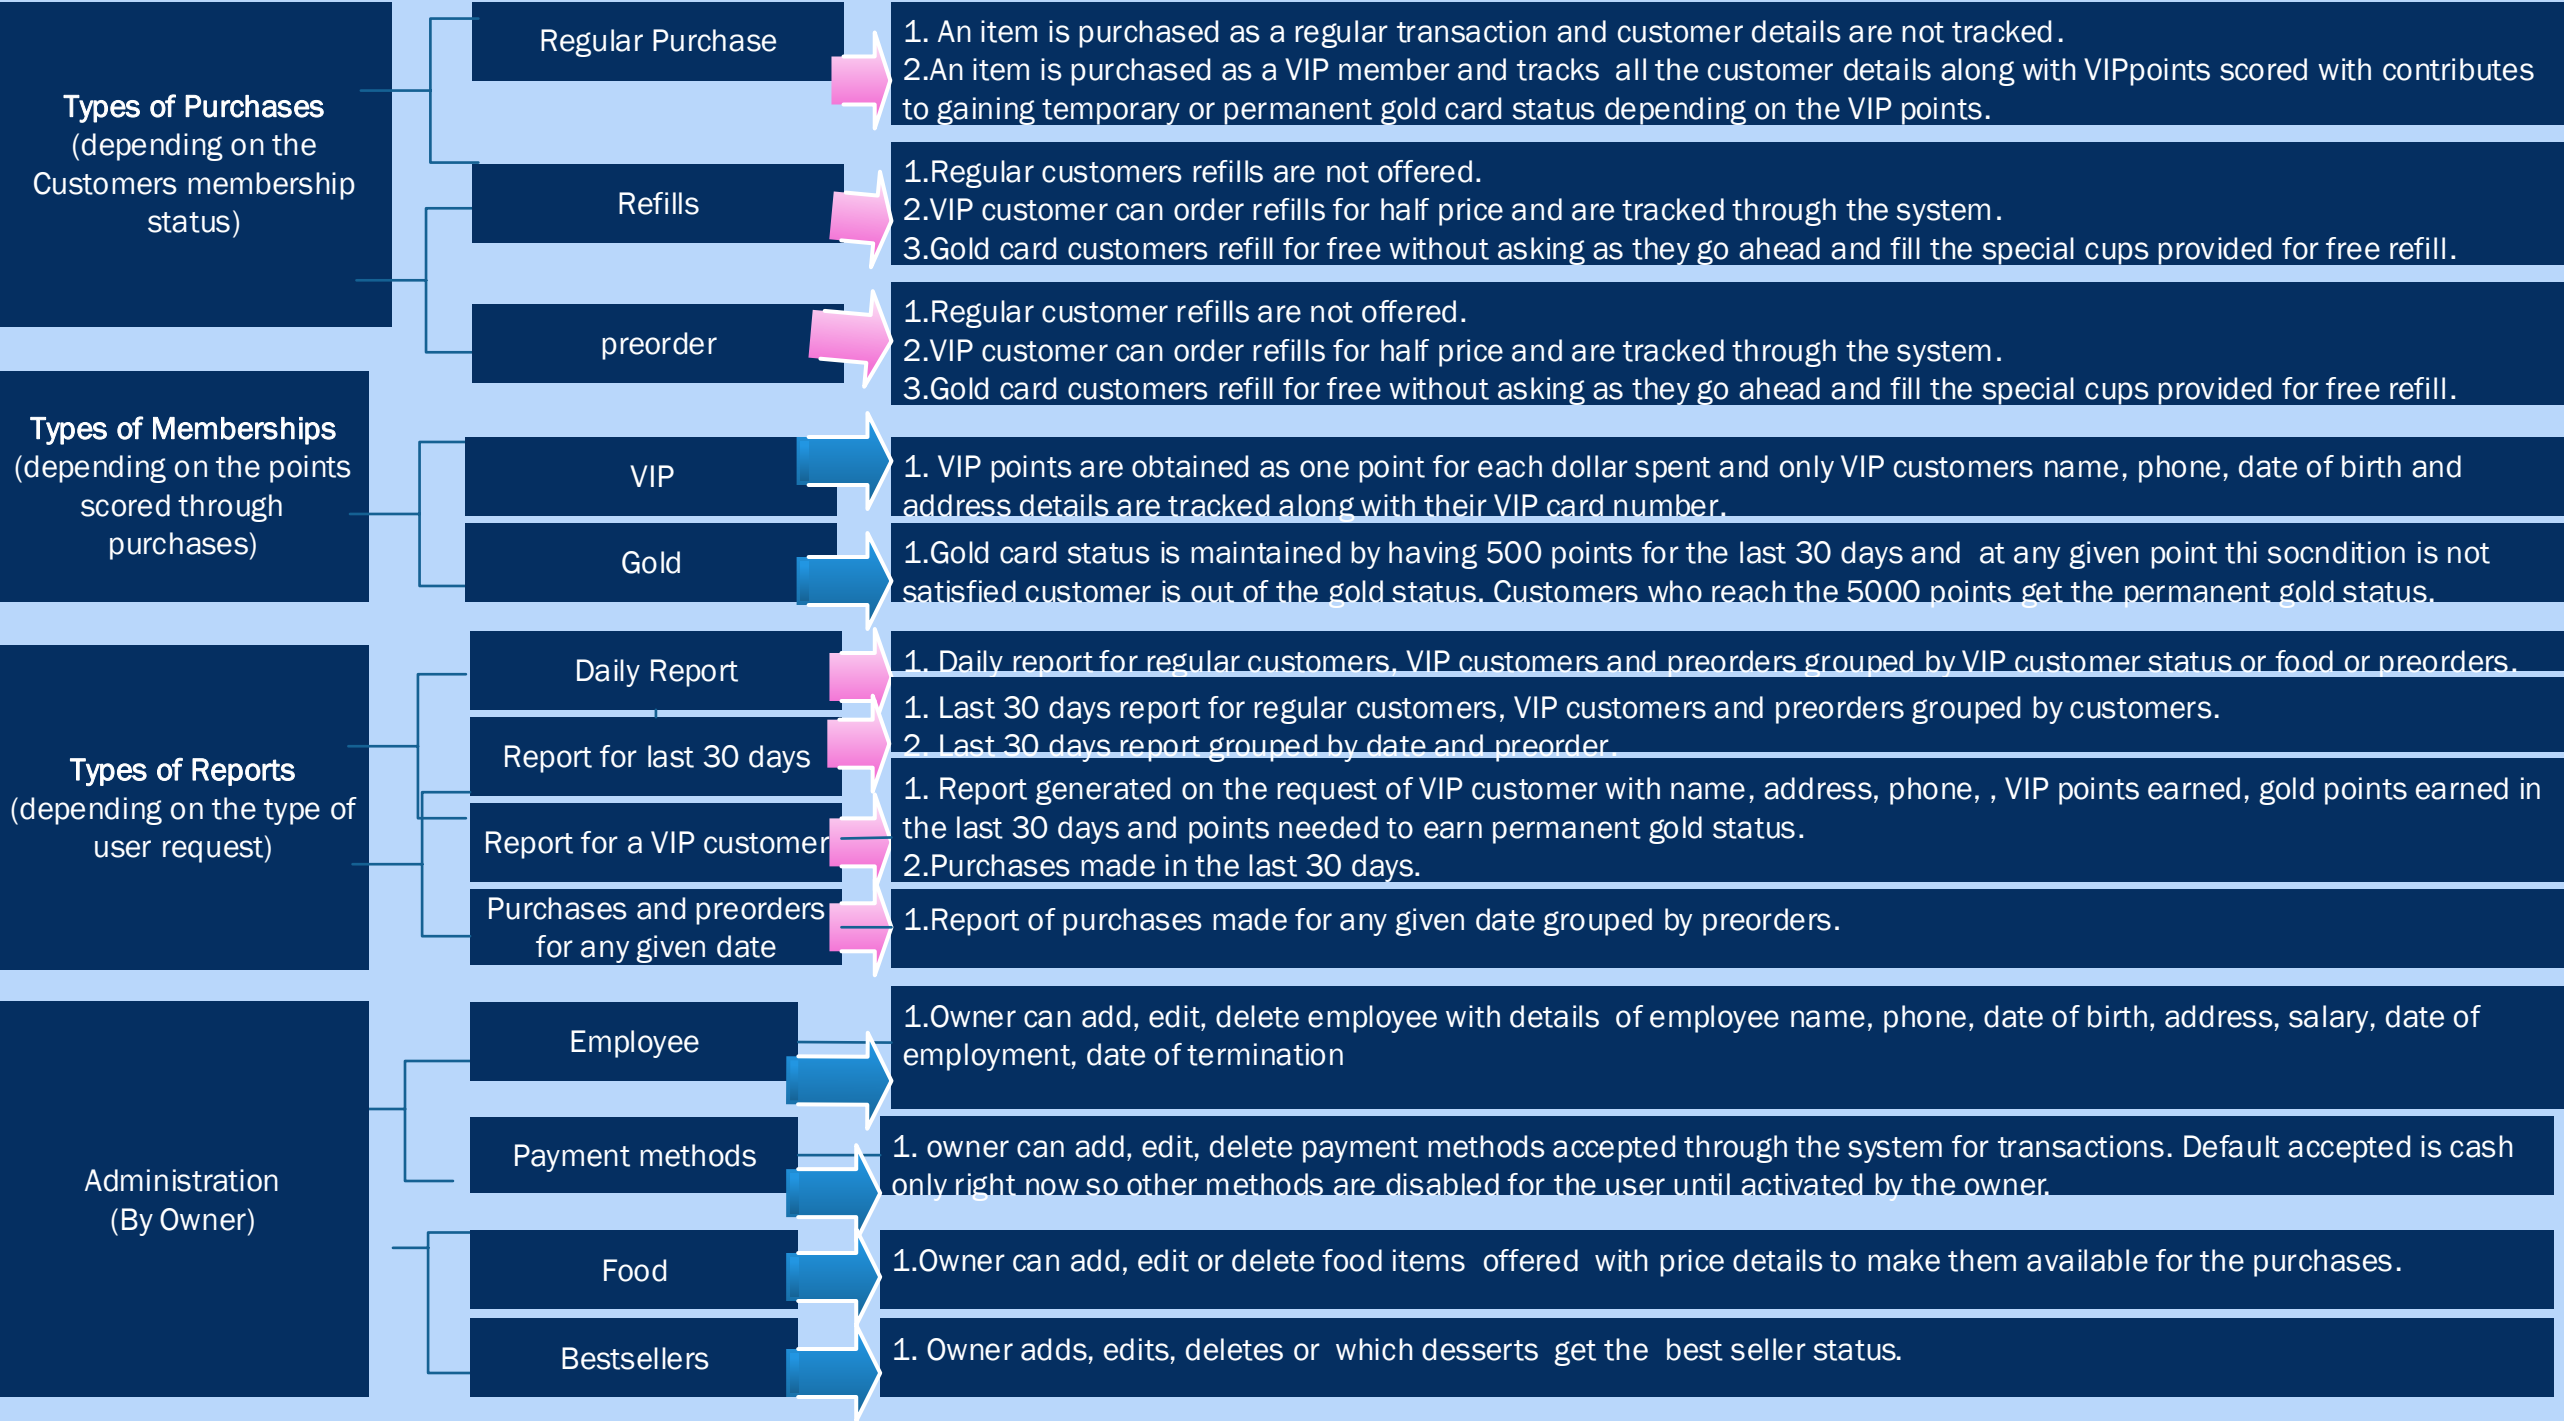 Types of Purchases
(depending on the
Customers membership
status)
Regular Purchase
1. An item is purchased as a regular transaction and customer details are not tracked.
2.An item is purchased as a VIP member and tracks  all the customer details along with VIPpoints scored with contributes
to gaining temporary or permanent gold card status depending on the VIP points.
Refills
1.Regular customers refills are not offered.
2.VIP customer can order refills for half price and are tracked through the system.
3.Gold card customers refill for free without asking as they go ahead and fill the special cups provided for free refill.
preorder
1.Regular customer refills are not offered.
2.VIP customer can order refills for half price and are tracked through the system.
3.Gold card customers refill for free without asking as they go ahead and fill the special cups provided for free refill.
Types of Memberships
(depending on the points
scored through
purchases)
VIP
1. VIP points are obtained as one point for each dollar spent and only VIP customers name, phone, date of birth and
address details are tracked along with their VIP card number.
Gold
1.Gold card status is maintained by having 500 points for the last 30 days and  at any given point thi socndition is not
satisfied customer is out of the gold status. Customers who reach the 5000 points get the permanent gold status.
Types of Reports
(depending on the type of
user request)
Daily Report
1. Daily report for regular customers, VIP customers and preorders grouped by VIP customer status or food or preorders.
Report for last 30 days
1. Last 30 days report for regular customers, VIP customers and preorders grouped by customers.
2. Last 30 days report grouped by date and preorder.
Report for a VIP customer
1. Report generated on the request of VIP customer with name, address, phone, , VIP points earned, gold points earned in
the last 30 days and points needed to earn permanent gold status.
2.Purchases made in the last 30 days.
Purchases and preorders
for any given date
1.Report of purchases made for any given date grouped by preorders.
Administration
(By Owner)
Employee
1.Owner can add, edit, delete employee with details  of employee name, phone, date of birth, address, salary, date of
employment, date of termination
Payment methods
1. owner can add, edit, delete payment methods accepted through the system for transactions. Default accepted is cash
only right now so other methods are disabled for the user until activated by the owner.
Food
1.Owner can add, edit or delete food items  offered  with price details to make them available for the purchases.
Bestsellers
1. Owner adds, edits, deletes or  which desserts  get the  best seller status.